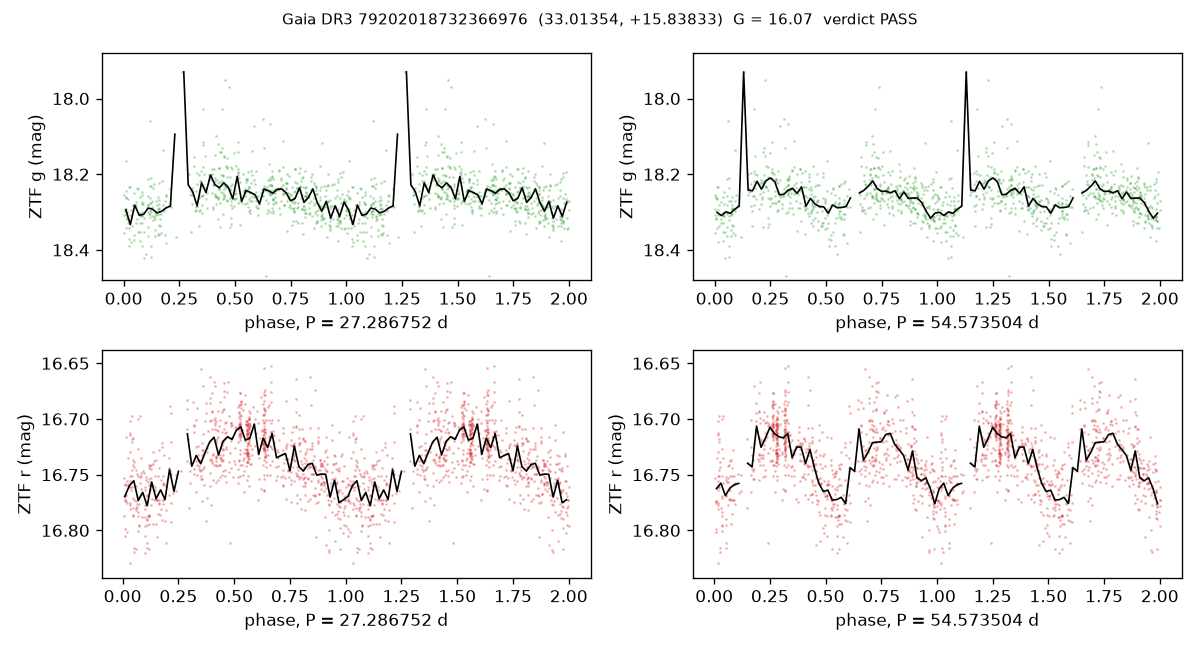 Gaia DR3 79202018732366976  (33.01354, +15.83833)  G = 16.07  verdict PASS
ZTF g (mag)
18.0
18.2
18.4
0.00 0.25 0.50 0.75 1.00 1.25 1.50 1.75 2.00
phase, P = 27.286752 d
ZTF g (mag)
18.0
18.2
18.4
0.00 0.25 0.50 0.75 1.00 1.25 1.50 1.75 2.00
phase, P = 54.573504 d
ZTF r (mag)
16.65
16.70
16.75
16.80
0.00 0.25 0.50 0.75 1.00 1.25 1.50 1.75 2.00
phase, P = 27.286752 d
ZTF r (mag)
16.65
16.70
16.75
16.80
0.00 0.25 0.50 0.75 1.00 1.25 1.50 1.75 2.00
phase, P = 54.573504 d